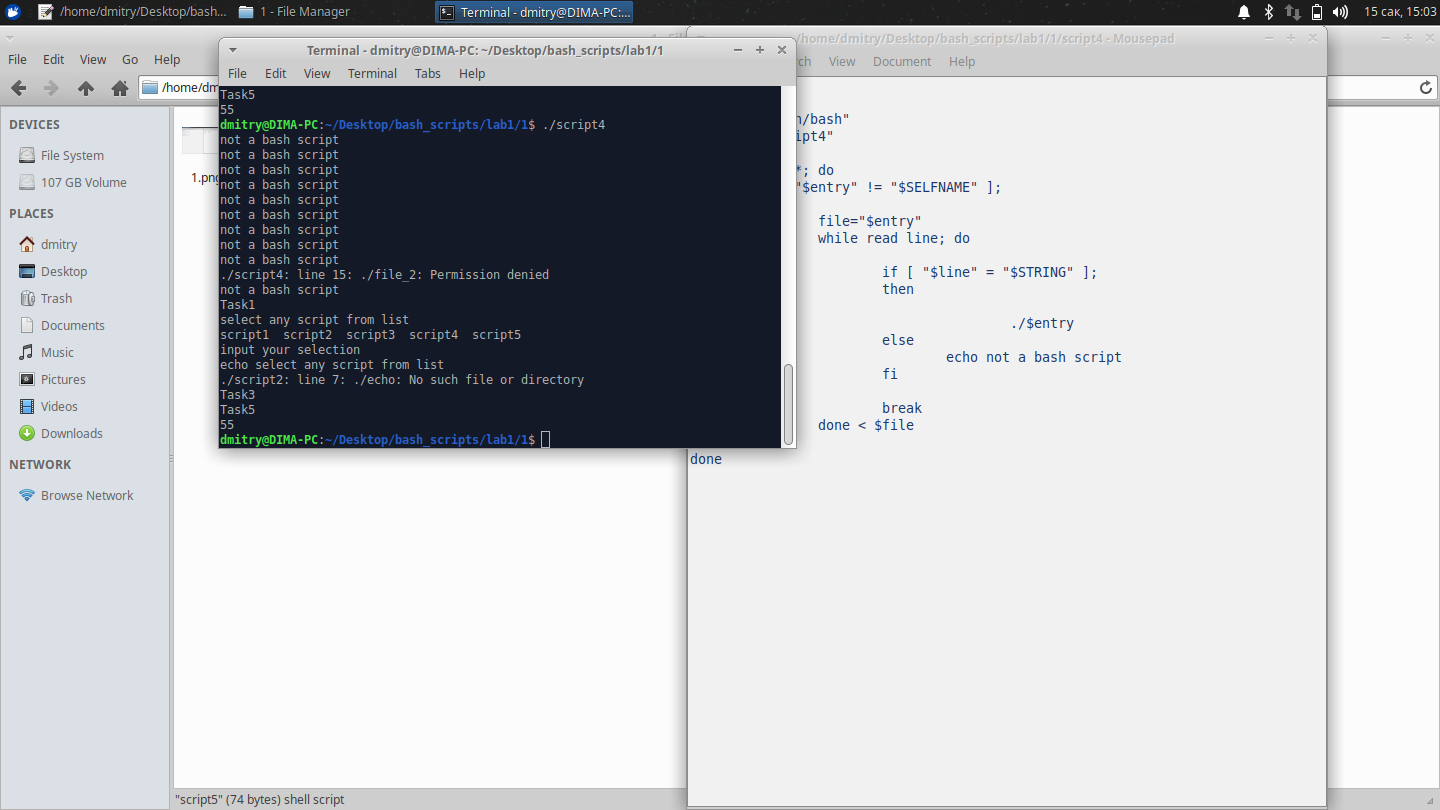 /home/dmitry/Desktop/bash...
1 - File Manager
Terminal - dmitry@DIMA-PC:...
15 сак, 15:03
File Edit View Go Help
/home/dm
DEVICES
File System
107 GB Volume
PLACES
dmitry
Desktop
Trash
Documents
Music
Pictures
Videos
Downloads
NETWORK
Browse Network
1.png
"script5" (74 bytes) shell script
Terminal - dmitry@DIMA-PC: ~/Desktop/bash_scripts/lab1/1
File Edit View Terminal Tabs Help
Task5
55
dmitry@DIMA-PC:~/Desktop/bash_scripts/lab1/1$ ./script4
not a bash script
not a bash script
not a bash script
not a bash script
not a bash script
not a bash script
not a bash script
not a bash script
not a bash script
./script4: line 15: ./file_2: Permission denied
not a bash script
Task1
select any script from list
script1 script2 script3 script4 script5
input your selection
echo select any script from list
./script2: line 7: ./echo: No such file or directory
Task3
Task5
55
dmitry@DIMA-PC:~/Desktop/bash_scripts/lab1/1$
/home/dmitry/Desktop/bash_scripts/lab1/1/script4 - Mousepad
rch View Document Help
n/bash"
ipt4"
*; do
"$entry" != "$SELFNAME" ];
file="$entry"
while read line; do
if [ "$line" = "$STRING" ];
then
./$entry
else
echo not a bash script
fi
break
done < $file
done